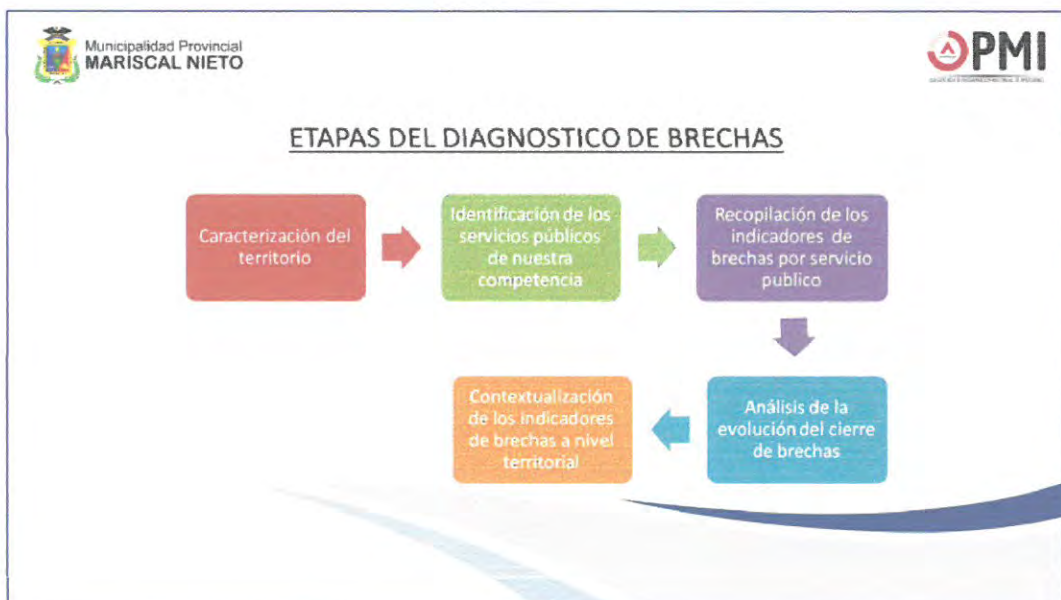 Municipalidad Provincial
MARISCAL NIETO
OPMI
ETAPAS DEL DIAGNOSTICO DE BRECHAS
Caracterización del
territorio
Identificación de los
servicios públicos
de nuestra
competencia
Recopilación de los
indicadores de
brechas por servicio
publico
Contextualización
de los indicadores
de brechas a nivel
territorial
Análisis de la
evolución del cierre
de brechas